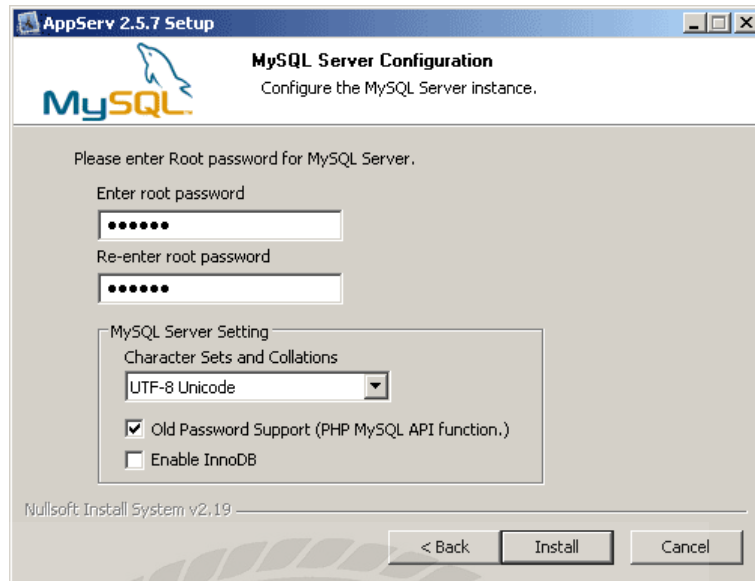 AppServ 2.5.7 Setup
MySQL
MySQL Server Configuration
Configure the MySQL Server instance.
Please enter Root password for MySQL Server.
Enter root password
••••••
Re-enter root password
••••••
MySQL Server Setting
Character Sets and Collations
UTF-8 Unicode
Old Password Support (PHP MySQL API function.)
Enable InnoDB
Nullsoft Install System v2.19
< Back Install Cancel